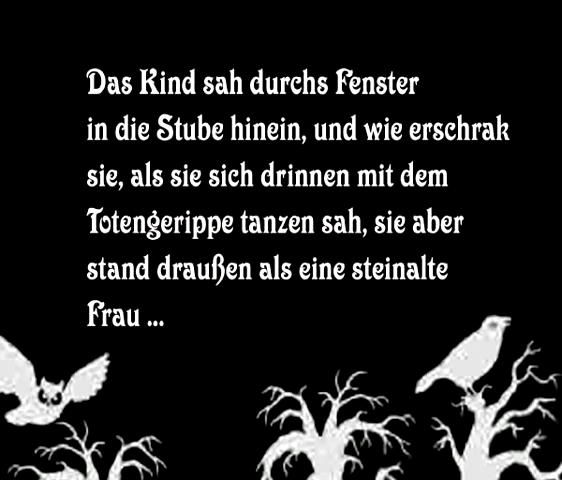 Das Kind sah durchs Fenster
in die Stube hinein, und wie erschrak
sie, als sie sich drinnen mit dem
Totengerippe tanzen sah, sie aber
stand draußen als eine steinalte
Frau ...